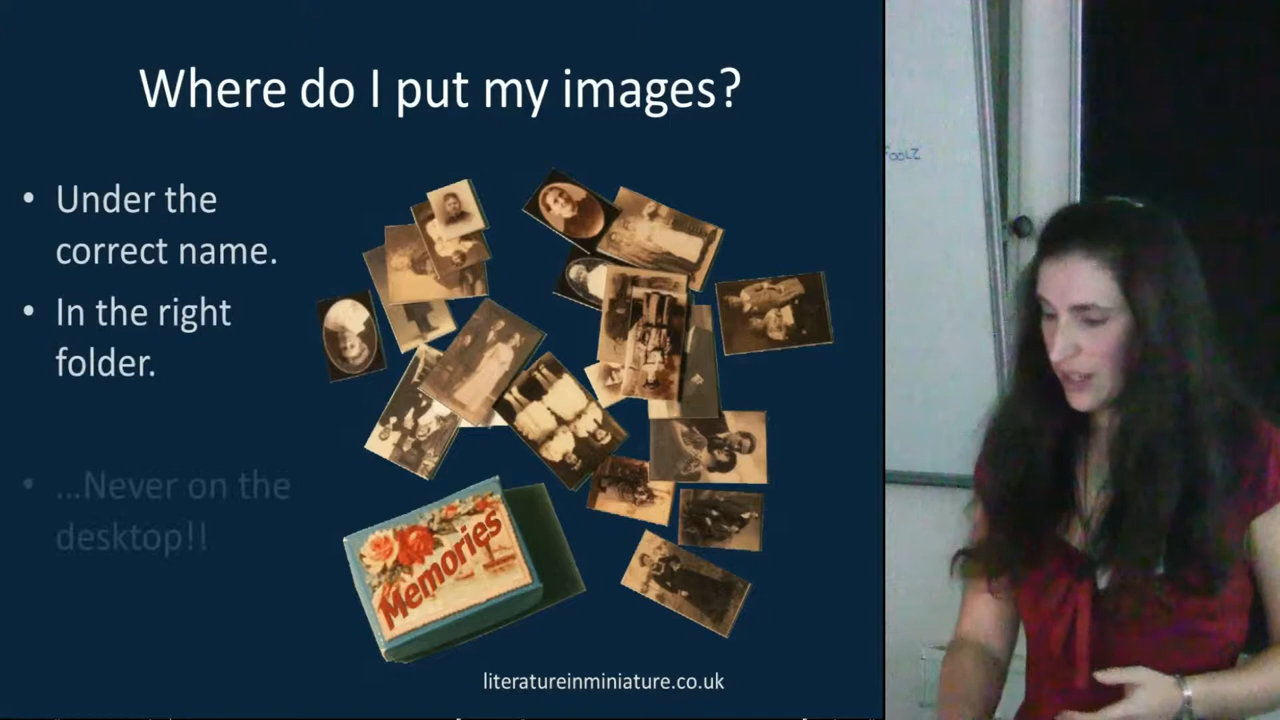 Where do I put my images?
• Under the
correct name.
• In the right
folder.
• ...Never on the
desktop!!
Memories
literatureinminiature.co.uk